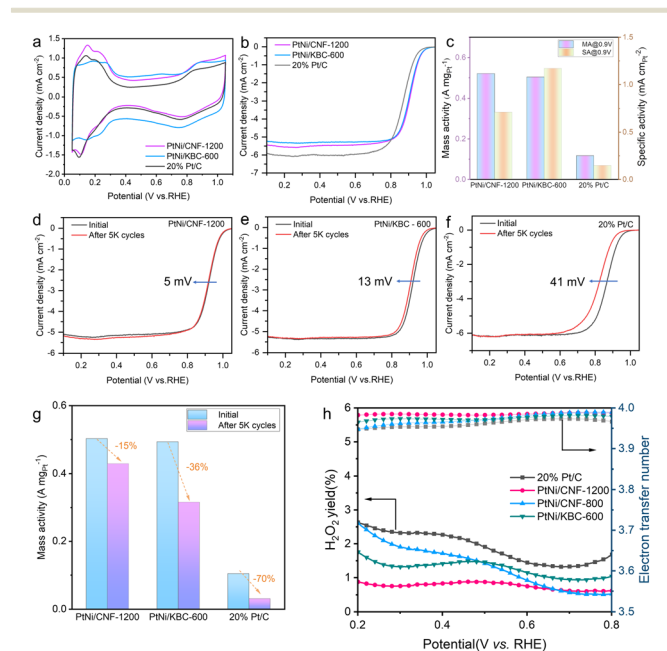 a
1.5
1.0
0.5
0.0
-0.5
-1.0
-1.5
-2.0
Current density (mA cm⁻²)
0.0 0.2 0.4 0.6 0.8 1.0
Potential (V vs.RHE)
PtNi/CNF-1200
PtNi/KBC-600
20% Pt/C
b
0
-1
-2
-3
-4
-5
-6
-7
Current density (mA cm⁻²)
0.2 0.4 0.6 0.8 1.0
Potential (V vs.RHE)
PtNi/CNF-1200
PtNi/KBC-600
20% Pt/C
c
0.6
0.4
0.2
0.0
Mass activity (A mg Pt⁻¹)
MA@0.9V
SA@0.9V
1.5
1.0
0.5
0.0
Specific activity (mA cm Pt⁻²)
PtNi/CNF-1200 PtNi/KBC-600 20% Pt/C
d
0
-1
-2
-3
-4
-5
-6
Current density (mA cm⁻²)
Initial
After 5K cycles
PtNi/CNF-1200
5 mV
0.2 0.4 0.6 0.8 1.0
Potential (V vs.RHE)
e
0
-1
-2
-3
-4
-5
-6
Current density (mA cm⁻²)
Initial
After 5K cycles
PtNi/KBC - 600
13 mV
0.2 0.4 0.6 0.8 1.0
Potential (V vs.RHE)
f
0
-2
-4
-6
Current density (mA cm⁻²)
Initial
After 5K cycles
20% Pt/C
41 mV
0.2 0.4 0.6 0.8 1.0
Potential (V vs.RHE)
g
0.6
0.4
0.2
0.0
Mass activity (A mg Pt⁻¹)
Initial
After 5K cycles
-15%
-36%
-70%
PtNi/CNF-1200 PtNi/KBC-600 20% Pt/C
h
6
5
4
3
2
1
0
H₂O₂ yield(%)
20% Pt/C
PtNi/CNF-1200
PtNi/CNF-800
PtNi/KBC-600
4.0
3.9
3.8
3.7
3.6
3.5
Electron transfer number
0.2 0.3 0.4 0.5 0.6 0.7 0.8
Potential(V vs. RHE)